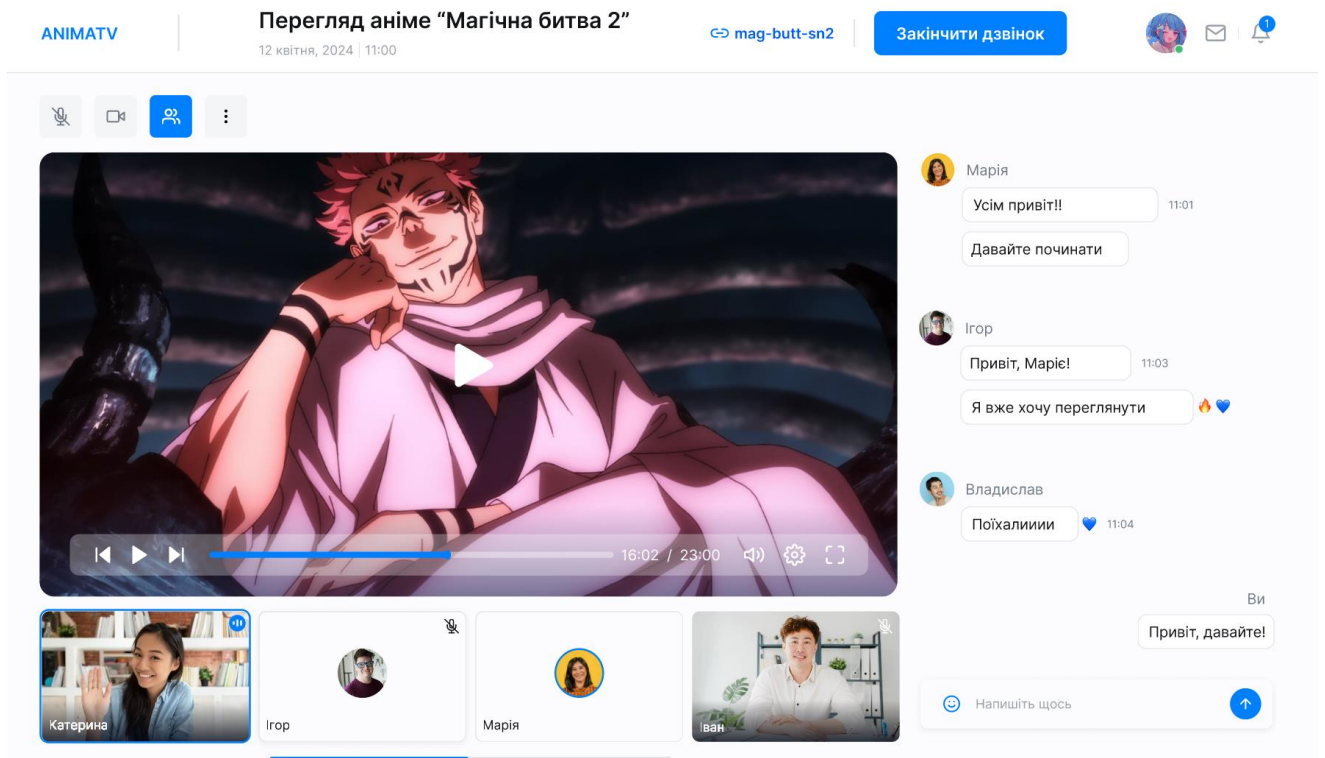 ANIMATV
Перегляд аніме “Магічна битва 2”
12 квітня, 2024 | 11:00
mag-butt-sn2
Закінчити дзвінок
1
16:02 / 23:00
Катерина
Ігор
Марія
Іван
Марія
Усім привіт!!
11:01
Давайте починати
Ігор
Привіт, Маріє!
11:03
Я вже хочу переглянути 🔥 💙
Владислав
Поїхалииии 💙 11:04
Ви
Привіт, давайте!
Напишіть щось